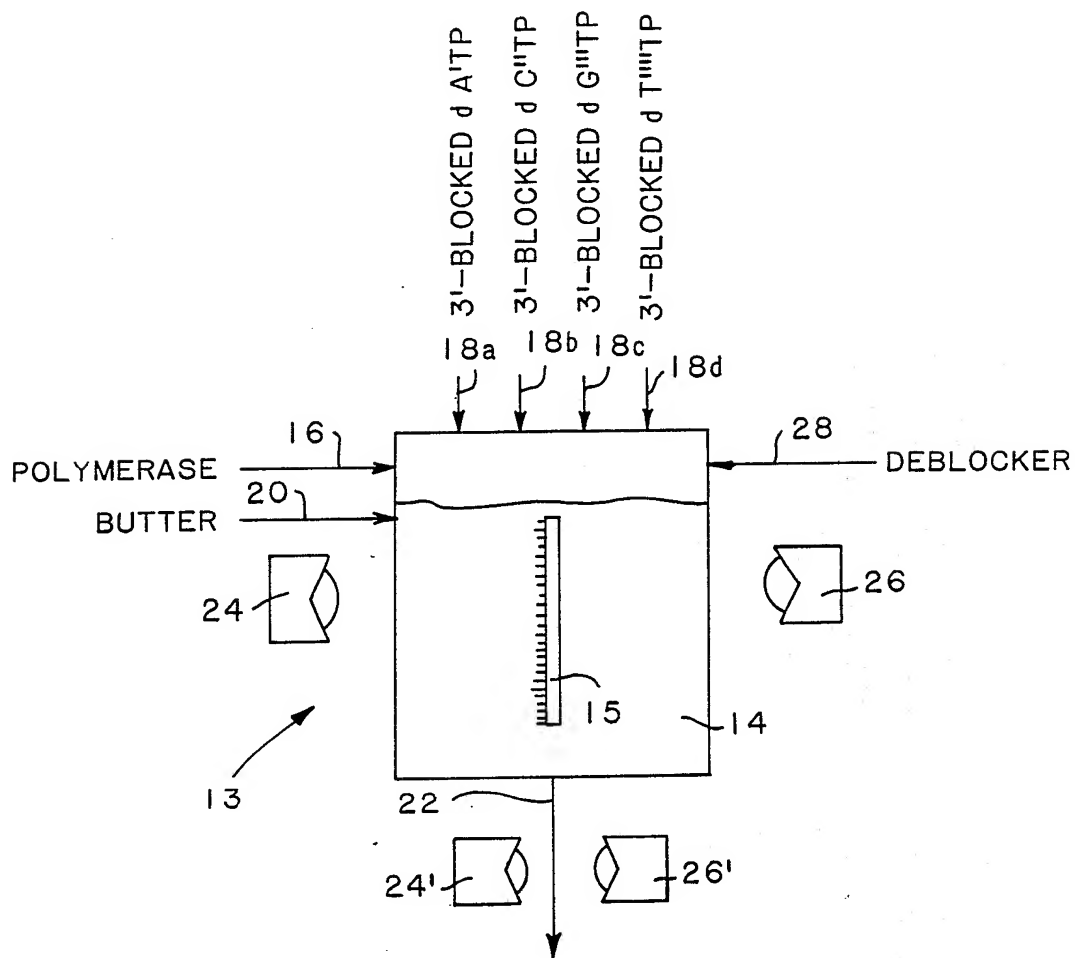 3'-BLOCKED d A'TP
3'-BLOCKED d C"TP
3'-BLOCKED d G'''TP
3'-BLOCKED d T''''TP
18a
18b
18c
18d
16
28
POLYMERASE
DEBLOCKER
20
BUTTER
24
26
15
14
13
22
24'
26'